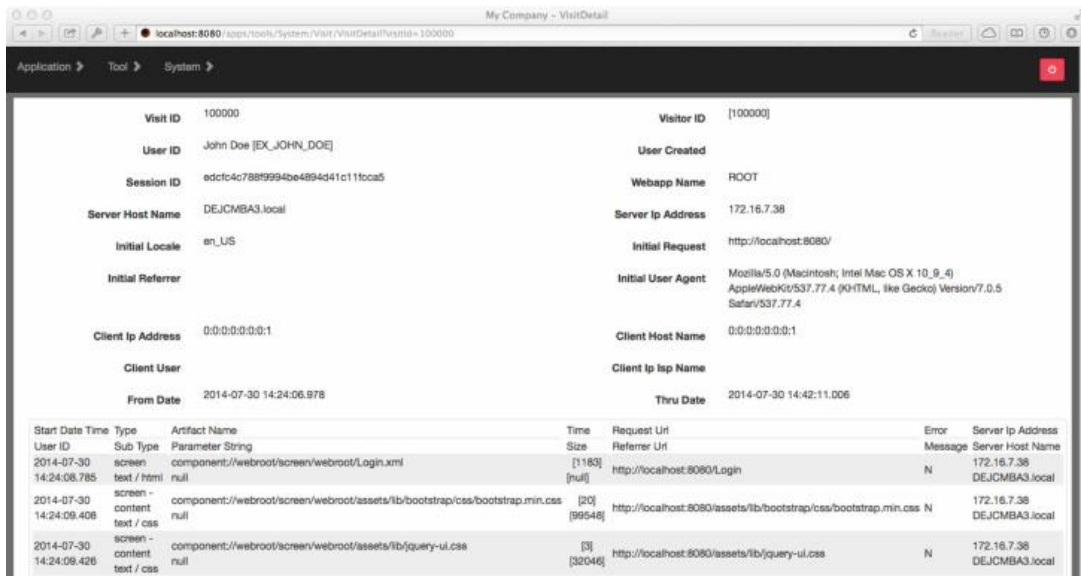 My Company - VisitDetail
localhost:8080/apps/tools/System/Visit/VisitDetail?visitId=100000
Reader
Application Tool System
Visit ID 100000 Visitor ID [100000]
User ID John Doe [EX_JOHN_DOE] User Created
Session ID edcfc4c788f9994be4894d41c11fcca5 Webapp Name ROOT
Server Host Name DEJCMBA3.local Server Ip Address 172.16.7.38
Initial Locale en_US Initial Request http://localhost:8080/
Initial Referrer Initial User Agent Mozilla/5.0 (Macintosh; Intel Mac OS X 10_9_4)
AppleWebKit/537.77.4 (KHTML, like Gecko) Version/7.0.5
Safari/537.77.4
Client Ip Address 0:0:0:0:0:0:0:1 Client Host Name 0:0:0:0:0:0:0:1
Client User Client Ip Isp Name
From Date 2014-07-30 14:24:06.978 Thru Date 2014-07-30 14:42:11.006
Start Date Time Type Artifact Name Time Request Url Error Server Ip Address
User ID Sub Type Parameter String Size Referrer Url Message Server Host Name
2014-07-30 screen component://webroot/screen/webroot/Login.xml [1183] http://localhost:8080/Login N 172.16.7.38
14:24:08.785 text / html null [null] DEJCMBA3.local
2014-07-30 screen - component://webroot/screen/webroot/assets/lib/bootstrap/css/bootstrap.min.css [20] http://localhost:8080/assets/lib/bootstrap/css/bootstrap.min.css N 172.16.7.38
14:24:09.408 content null [99548] DEJCMBA3.local
text / css
2014-07-30 screen - component://webroot/screen/webroot/assets/lib/jquery-ui.css [3] http://localhost:8080/assets/lib/jquery-ui.css N 172.16.7.38
14:24:09.426 content null [32046] DEJCMBA3.local
text / css